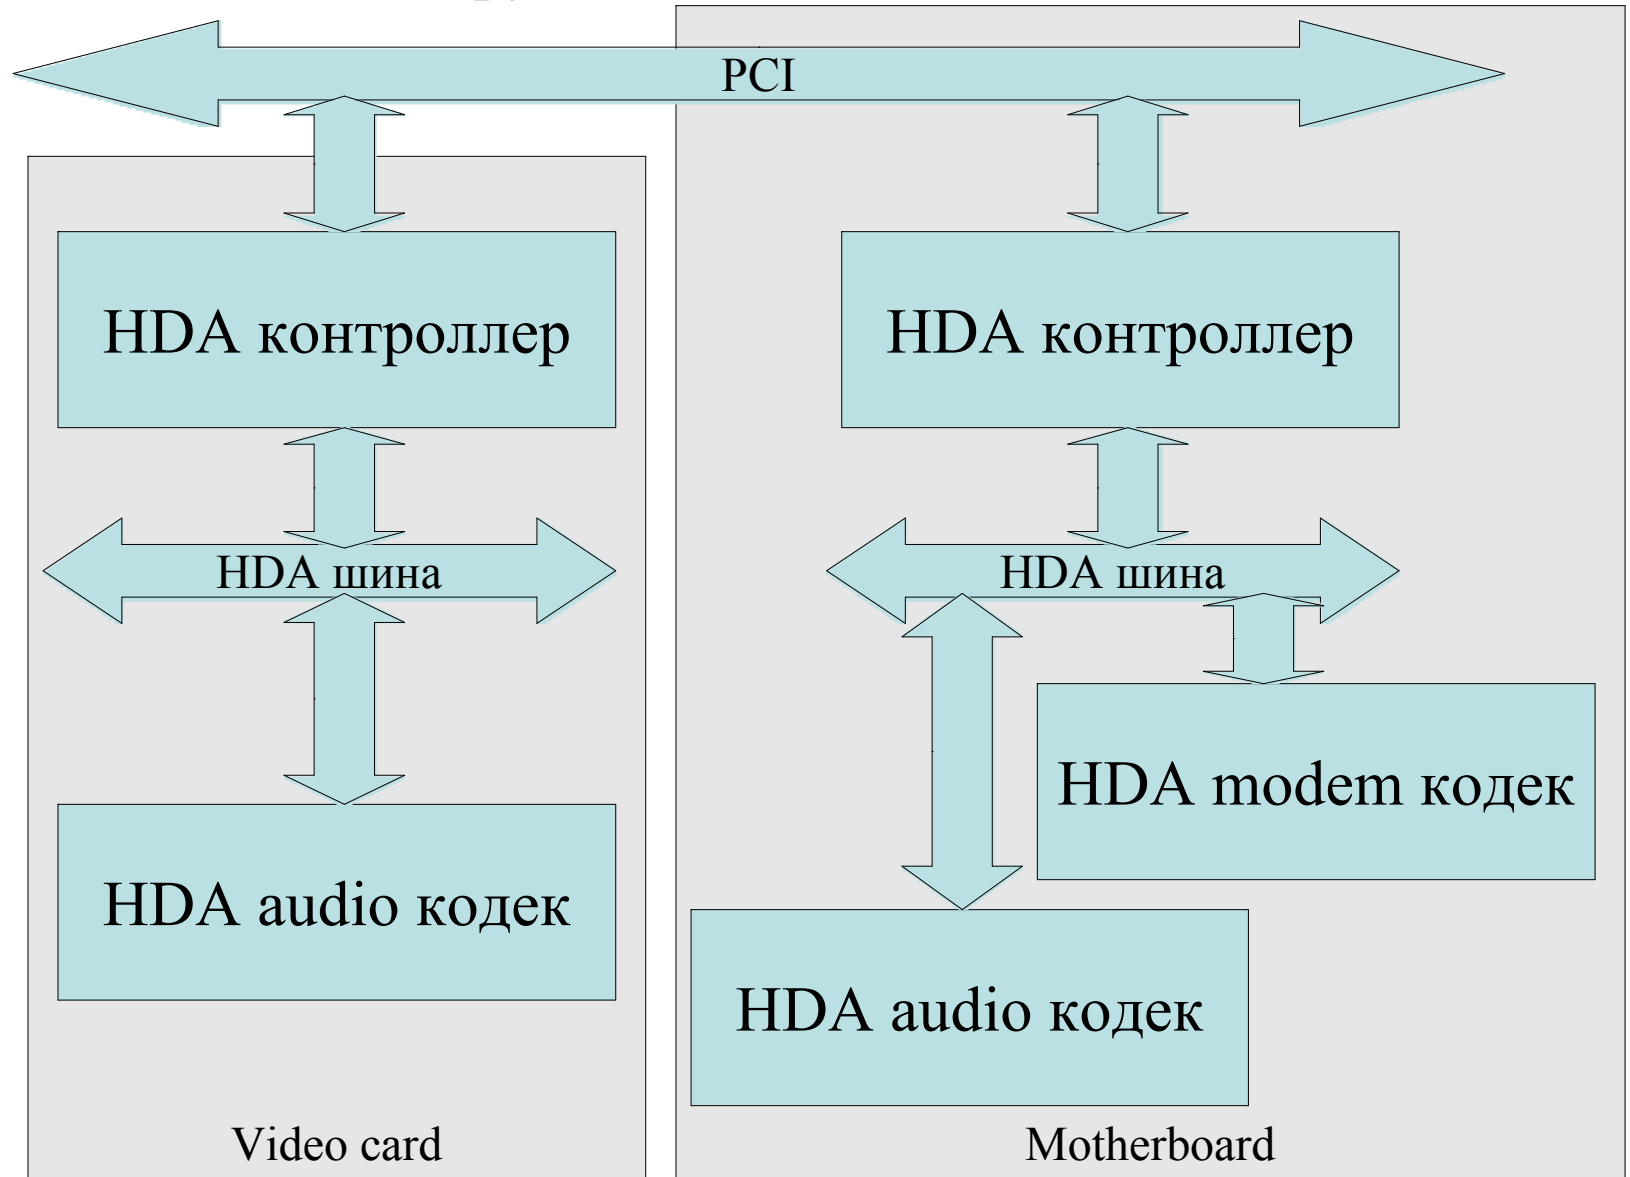 PCI
HDA контроллер
HDA контроллер
HDA шина
HDA шина
HDA modem кодек
HDA audio кодек
HDA audio кодек
Video card
Motherboard